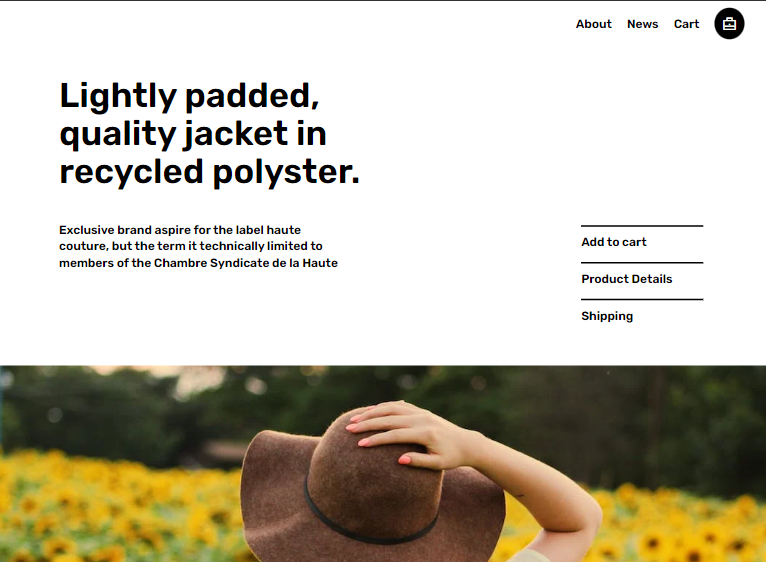 About News Cart
Lightly padded,
quality jacket in
recycled polyster.
Exclusive brand aspire for the label haute
couture, but the term it technically limited to
members of the Chambre Syndicate de la Haute
Add to cart
Product Details
Shipping